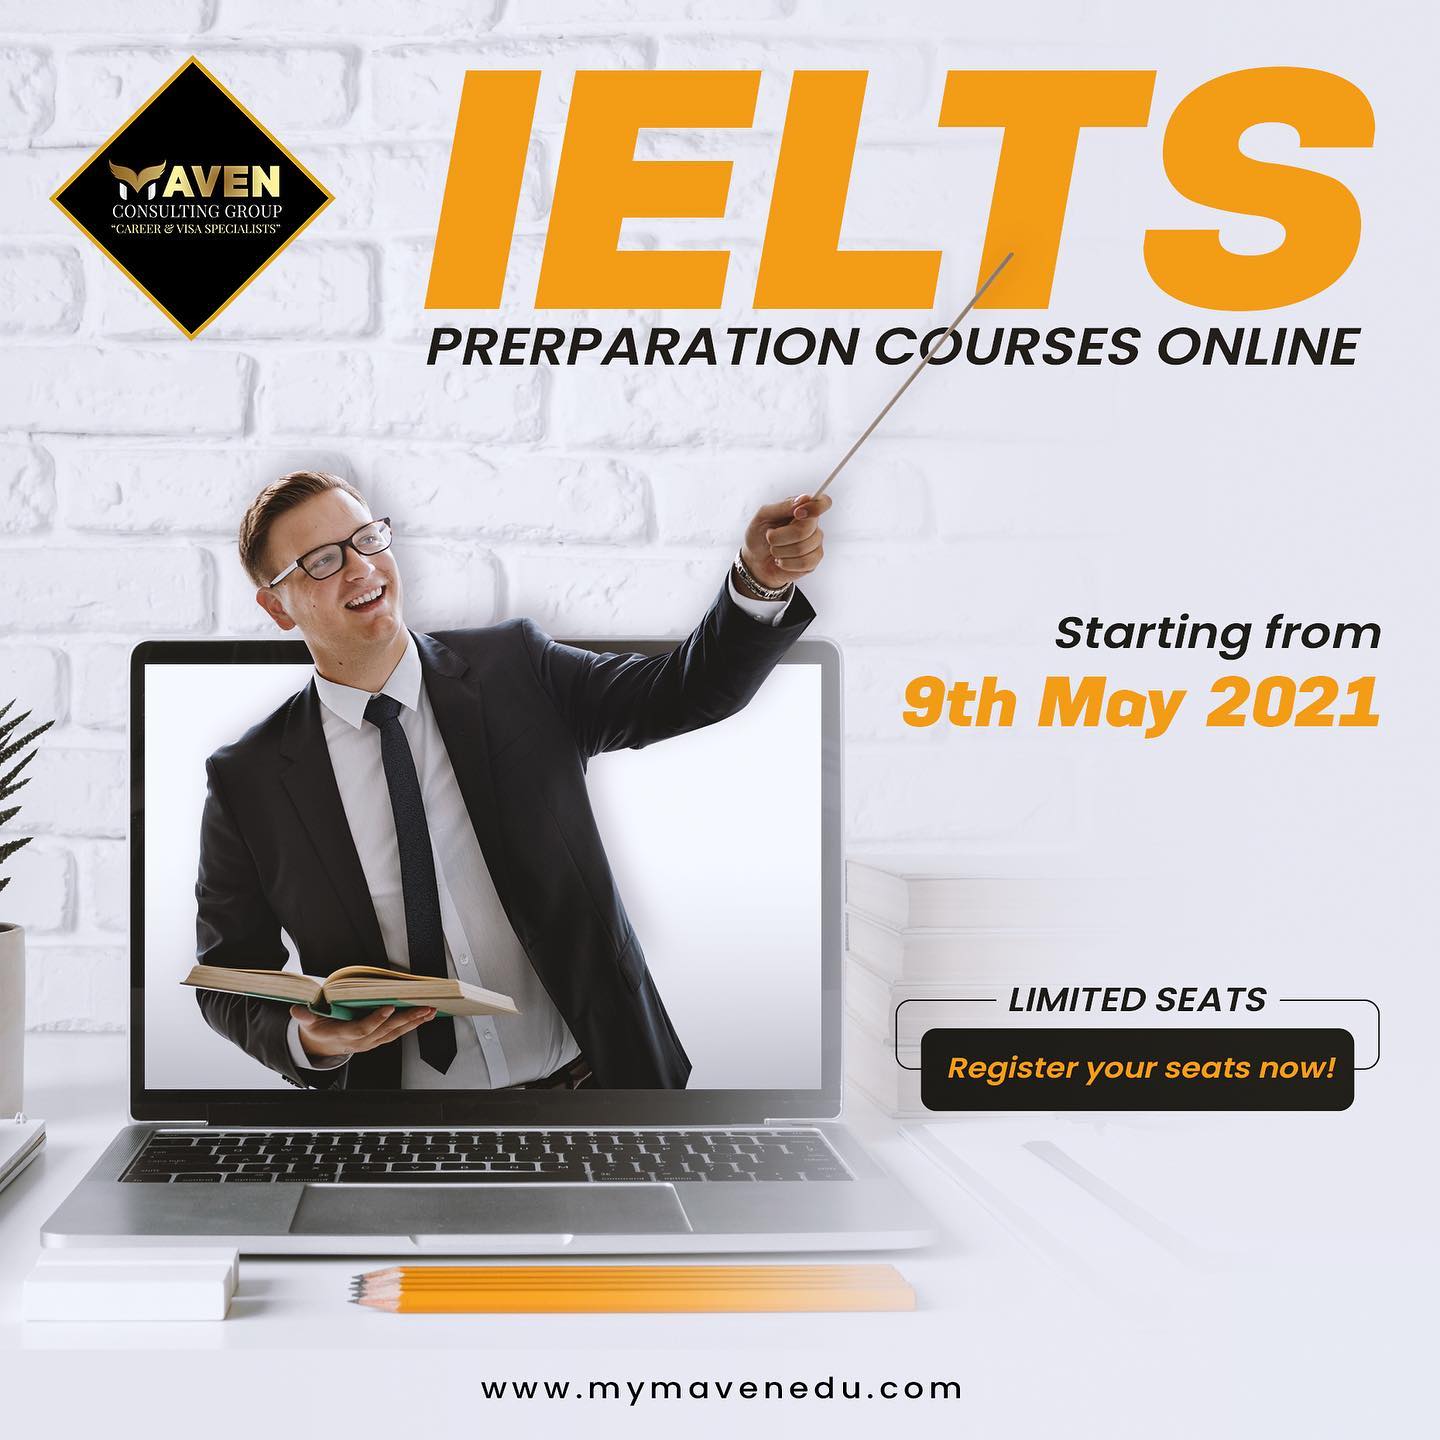 MAVEN
CONSULTING GROUP
"CAREER & VISA SPECIALISTS"
IELTS
PRERPARATION COURSES ONLINE
Starting from
9th May 2021
LIMITED SEATS
Register your seats now!
www.mymavenedu.com